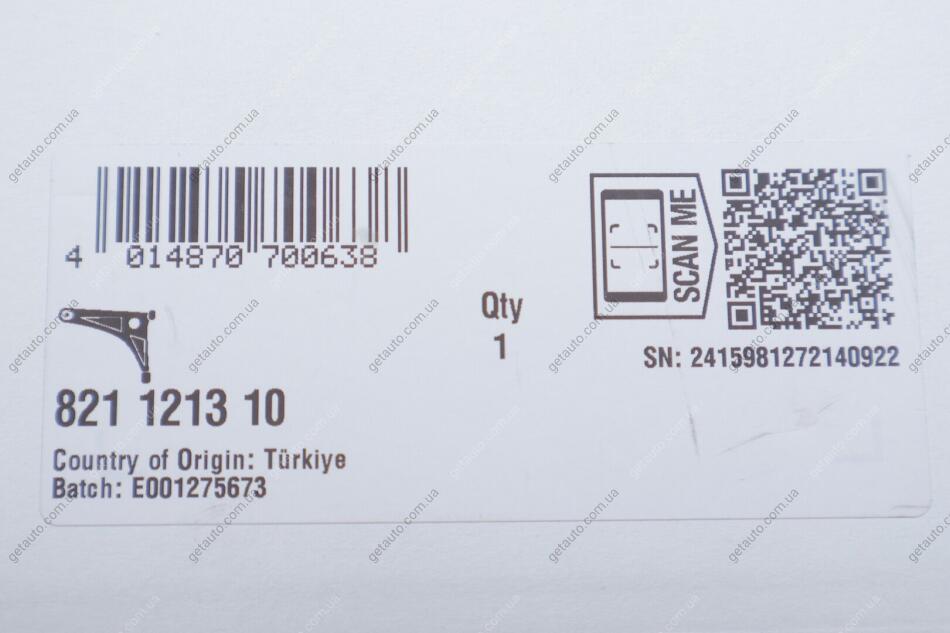 4 014870 700638
SCAN ME
Qty
1
SN: 2415981272140922
821 1213 10
Country of Origin: Türkiye
Batch: E001275673
getauto.com.ua